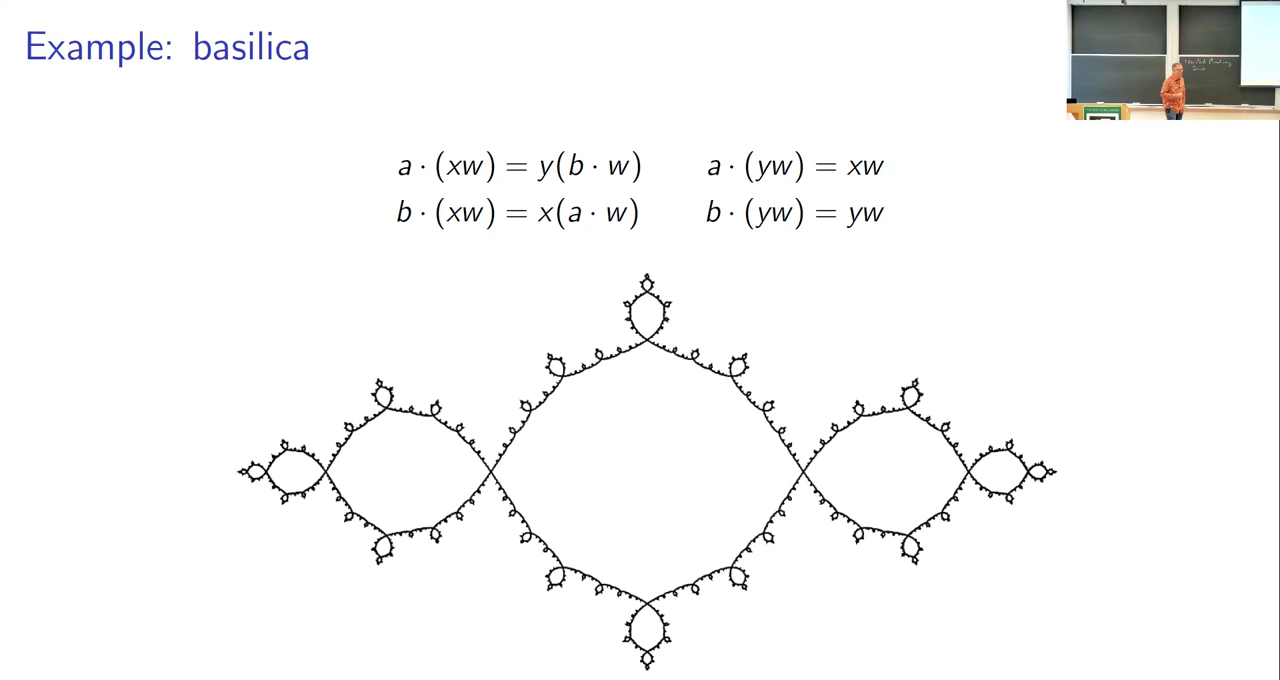 Example: basilica
a · (xw) = y(b · w) a · (yw) = xw
b · (xw) = x(a · w) b · (yw) = yw